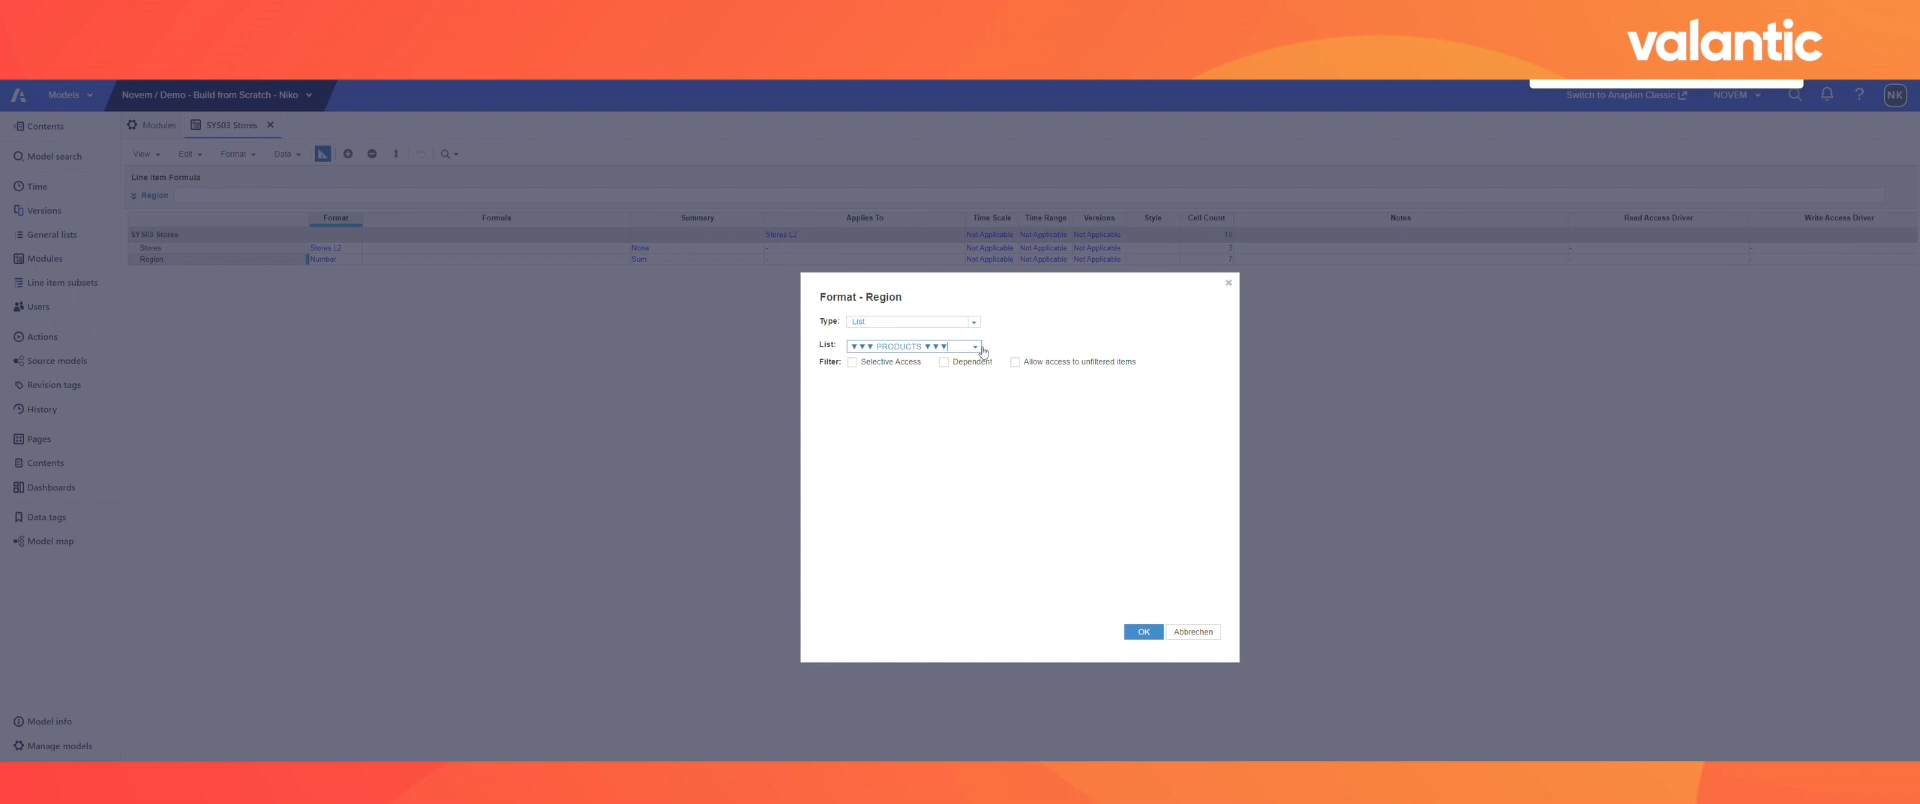 valantic
Models
Novem / Demo - Build from Scratch - Niko
Switch to Anaplan Classic
NOVEM
NK
Contents
Modules
SYS03 Stores
Model search
View
Edit
Format
Data
Time
Line Item Formula
Region
Versions
Format
Formula
Summary
Applies To
Time Scale
Time Range
Versions
Style
Cell Count
Notes
Read Access Driver
Write Access Driver
General lists
SYS03 Stores
Stores L2
Not Applicable
Not Applicable
Not Applicable
10
Stores
Stores L2
None
-
Not Applicable
Not Applicable
Not Applicable
3
-
-
Region
Number
Sum
-
Not Applicable
Not Applicable
Not Applicable
7
-
-
Modules
Line item subsets
Users
Actions
Source models
Revision tags
History
Pages
Contents
Dashboards
Data tags
Model map
Model info
Manage models
Format - Region
Type: List
List: ▼▼▼ PRODUCTS ▼▼▼
Filter: Selective Access Dependent Allow access to unfiltered items
OK Abbrechen